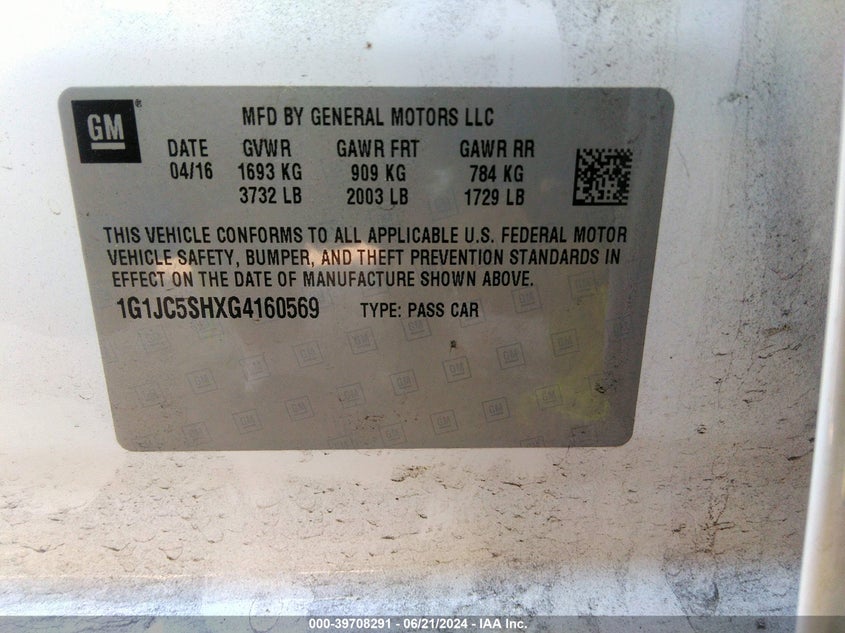 GM ® MFD BY GENERAL MOTORS LLC
DATE GVWR GAWR FRT GAWR RR
04/16 1693 KG 909 KG 784 KG
3732 LB 2003 LB 1729 LB
THIS VEHICLE CONFORMS TO ALL APPLICABLE U.S. FEDERAL MOTOR
VEHICLE SAFETY, BUMPER, AND THEFT PREVENTION STANDARDS IN
EFFECT ON THE DATE OF MANUFACTURE SHOWN ABOVE.
1G1JC5SHXG4160569 TYPE: PASS CAR
000-39708291 - 06/21/2024 - IAA Inc.